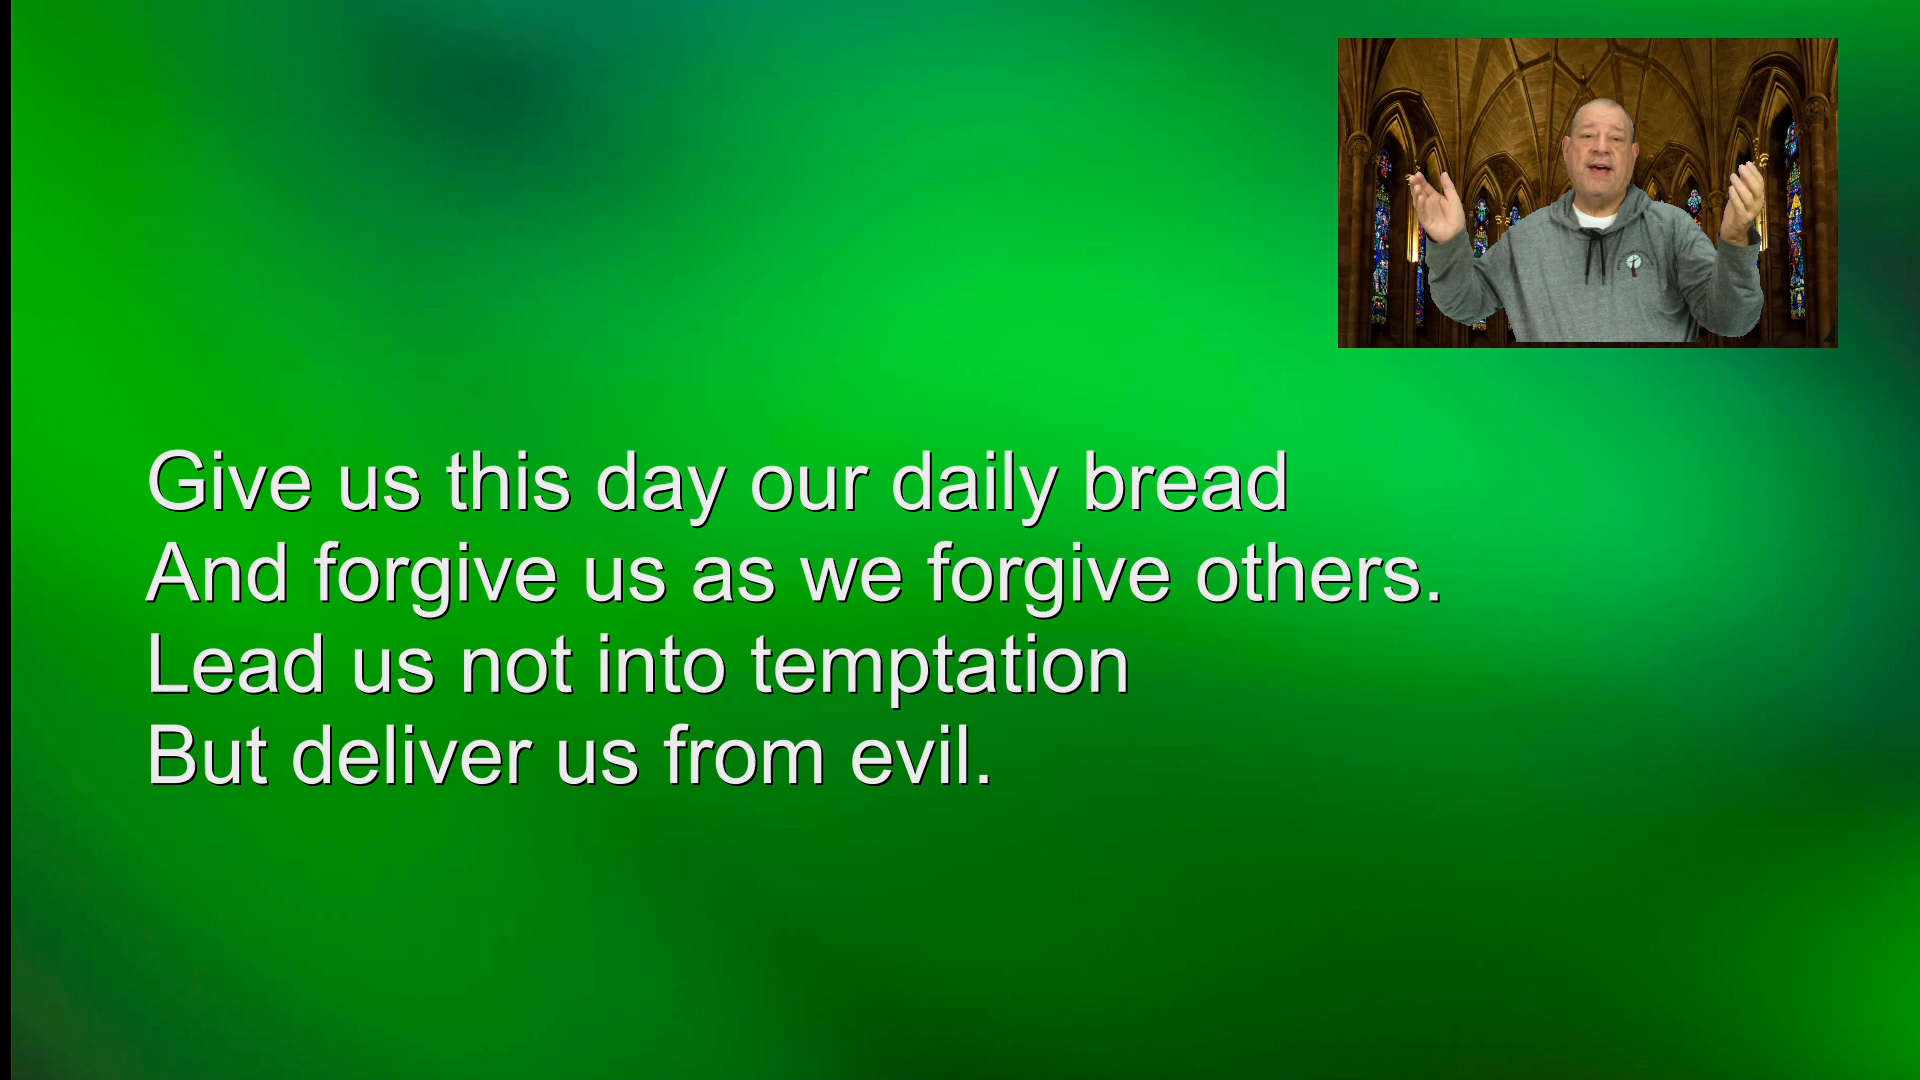 Give us this day our daily bread
And forgive us as we forgive others.
Lead us not into temptation
But deliver us from evil.